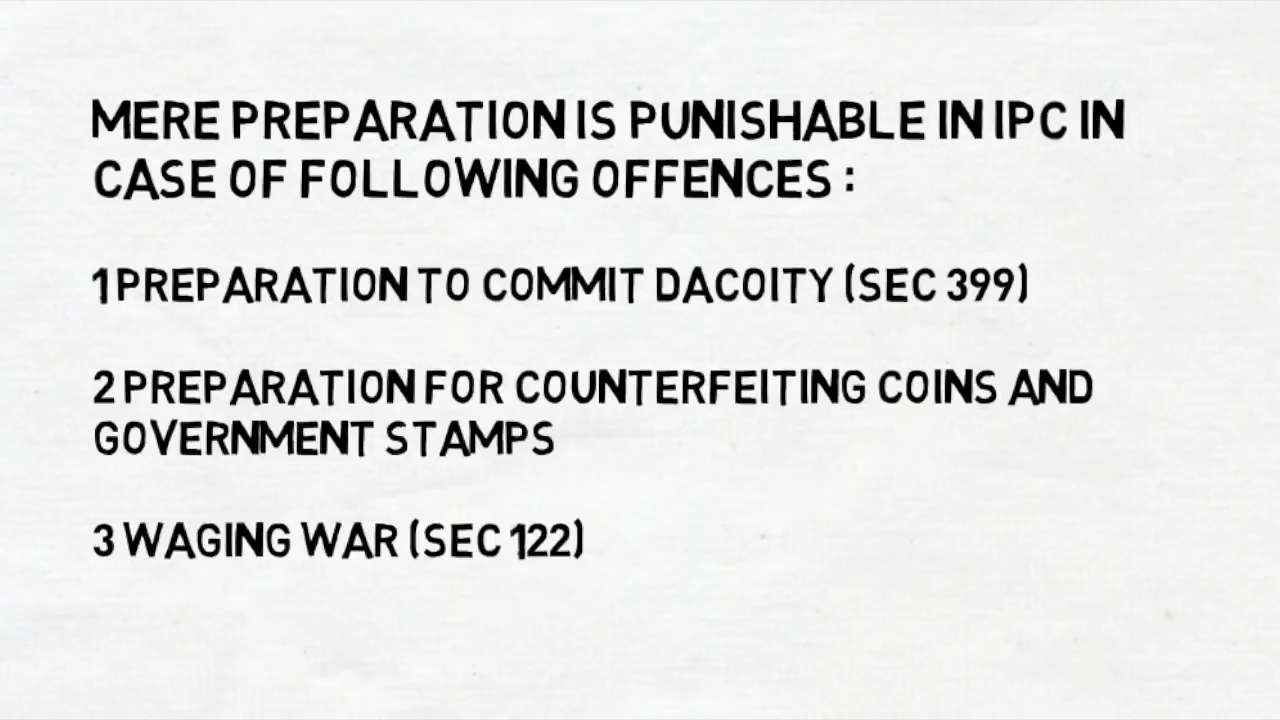 MERE PREPARATION IS PUNISHABLE IN IPC IN
CASE OF FOLLOWING OFFENCES :
1 PREPARATION TO COMMIT DACOITY (SEC 399)
2 PREPARATION FOR COUNTERFEITING COINS AND
GOVERNMENT STAMPS
3 WAGING WAR (SEC 122)